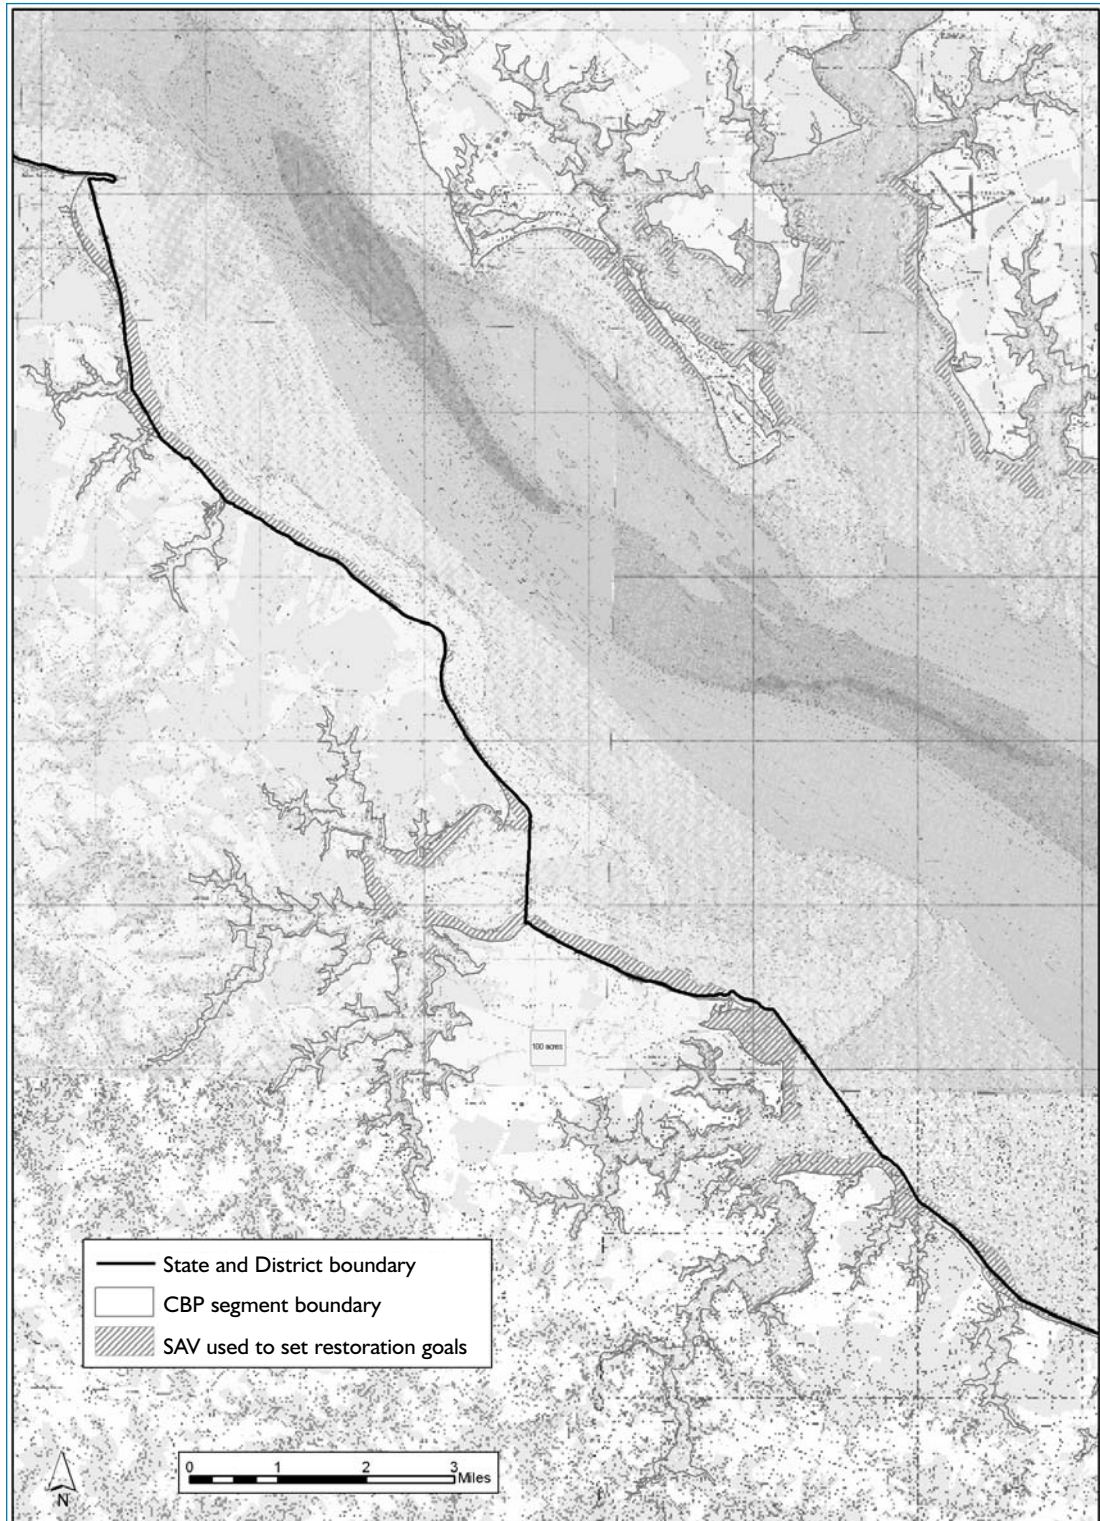 100 acres
State and District boundary
CBP segment boundary
SAV used to set restoration goals
0 1 2 3
Miles
N